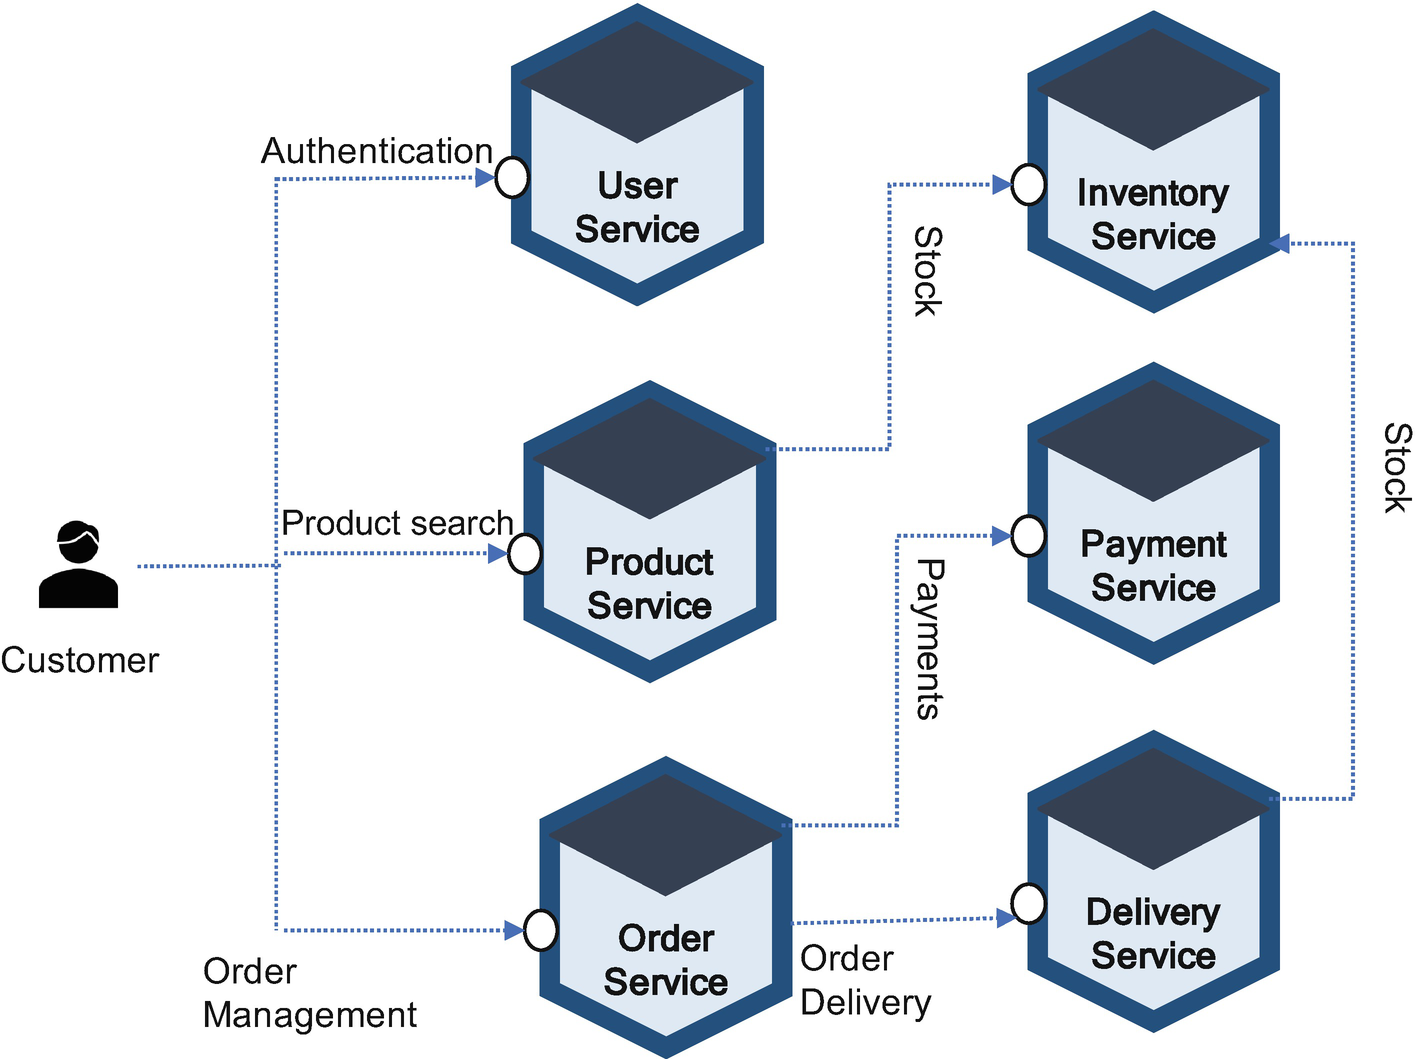 Authentication
User
Service
Inventory
Service
Stock
Product search
Product
Service
Payment
Service
Stock
Customer
Payments
Order
Management
Order
Service
Order
Delivery
Delivery
Service